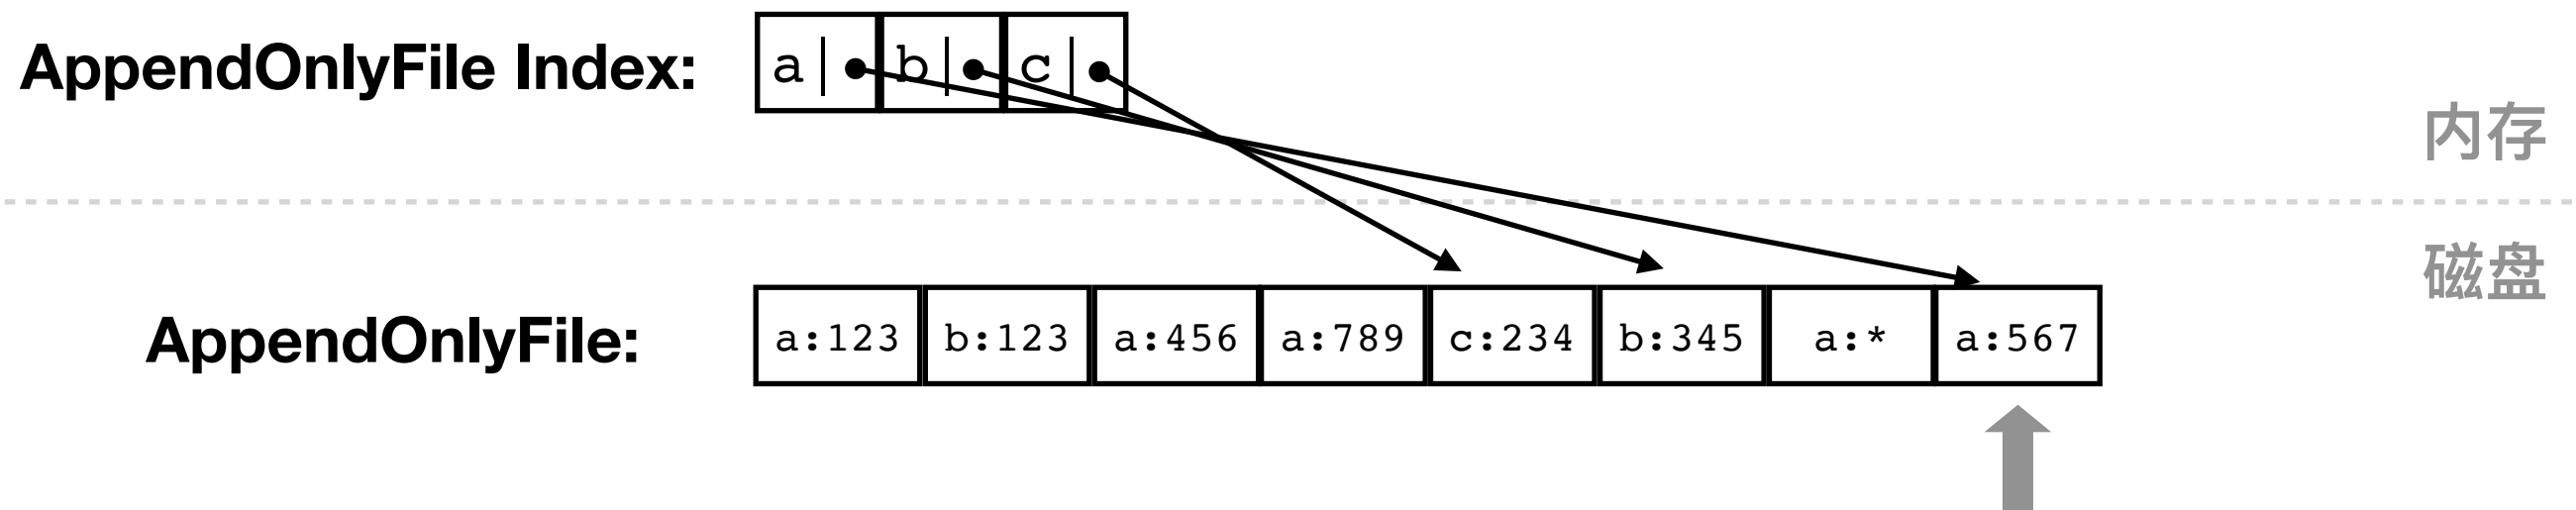 AppendOnlyFile Index: a b c
内存
磁盘
AppendOnlyFile: a:123 b:123 a:456 a:789 c:234 b:345 a:* a:567